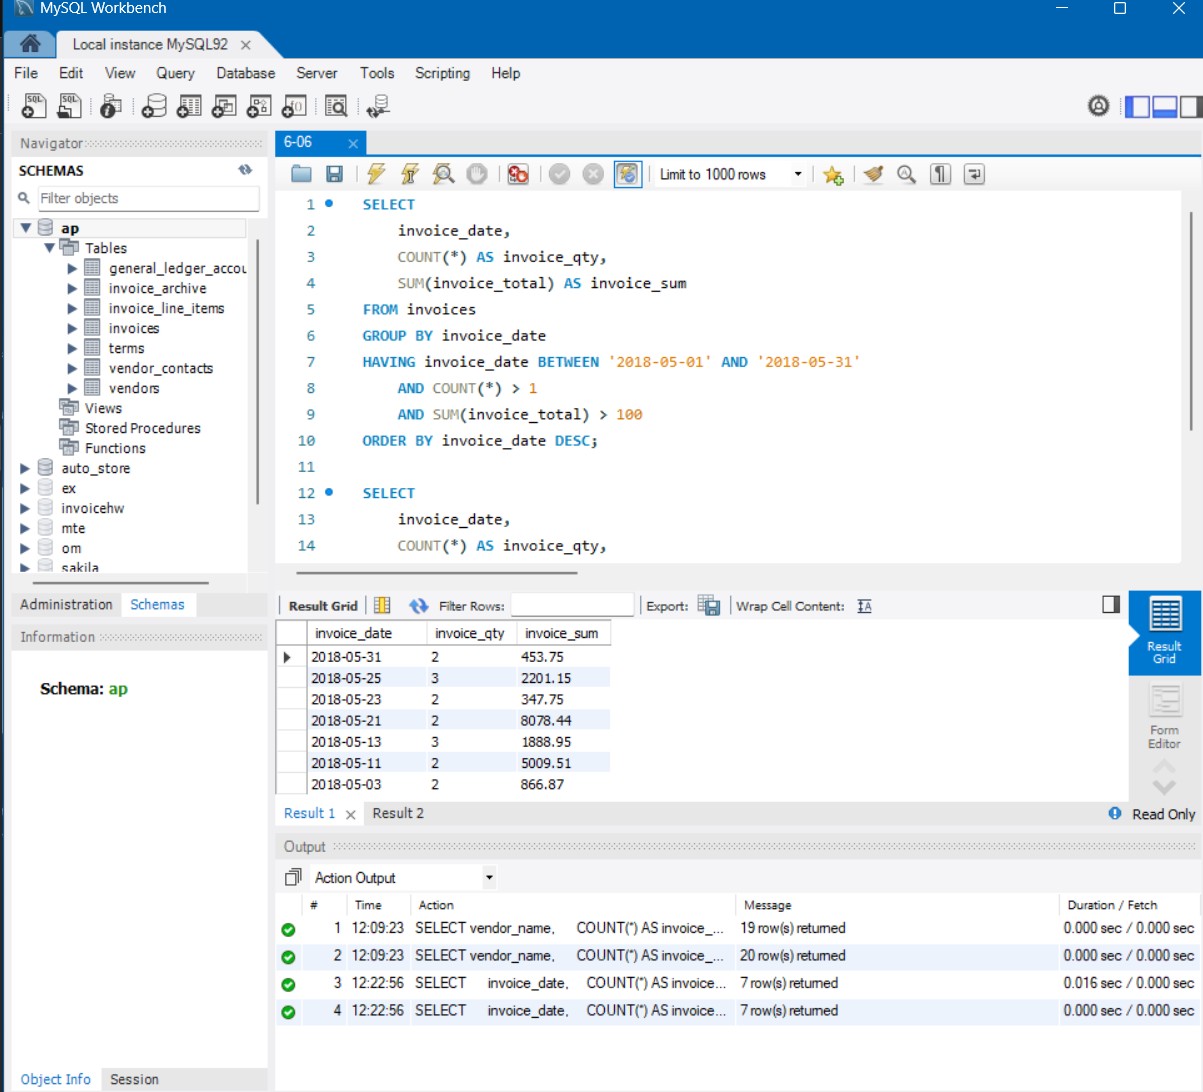 MySQL Workbench
Local instance MySQL92
File Edit View Query Database Server Tools Scripting Help
Navigator
SCHEMAS
Filter objects
ap
Tables
general_ledger_accou
invoice_archive
invoice_line_items
invoices
terms
vendor_contacts
vendors
Views
Stored Procedures
Functions
auto_store
ex
invoicehw
mte
om
sakila
Administration Schemas
Information
Schema: ap
Object Info Session
6-06
Limit to 1000 rows
1 SELECT
2 invoice_date,
3 COUNT(*) AS invoice_qty,
4 SUM(invoice_total) AS invoice_sum
5 FROM invoices
6 GROUP BY invoice_date
7 HAVING invoice_date BETWEEN '2018-05-01' AND '2018-05-31'
8 AND COUNT(*) > 1
9 AND SUM(invoice_total) > 100
10 ORDER BY invoice_date DESC;
11
12 SELECT
13 invoice_date,
14 COUNT(*) AS invoice_qty,
Result Grid Filter Rows: Export: Wrap Cell Content: IA
invoice_date invoice_qty invoice_sum
2018-05-31 2 453.75
2018-05-25 3 2201.15
2018-05-23 2 347.75
2018-05-21 2 8078.44
2018-05-13 3 1888.95
2018-05-11 2 5009.51
2018-05-03 2 866.87
Result Grid
Form Editor
Result 1 Result 2 Read Only
Output
Action Output
# Time Action Message Duration / Fetch
1 12:09:23 SELECT vendor_name, COUNT(*) AS invoice_... 19 row(s) returned 0.000 sec / 0.000 sec
2 12:09:23 SELECT vendor_name, COUNT(*) AS invoice_... 20 row(s) returned 0.000 sec / 0.000 sec
3 12:22:56 SELECT invoice_date, COUNT(*) AS invoice... 7 row(s) returned 0.016 sec / 0.000 sec
4 12:22:56 SELECT invoice_date, COUNT(*) AS invoice... 7 row(s) returned 0.000 sec / 0.000 sec